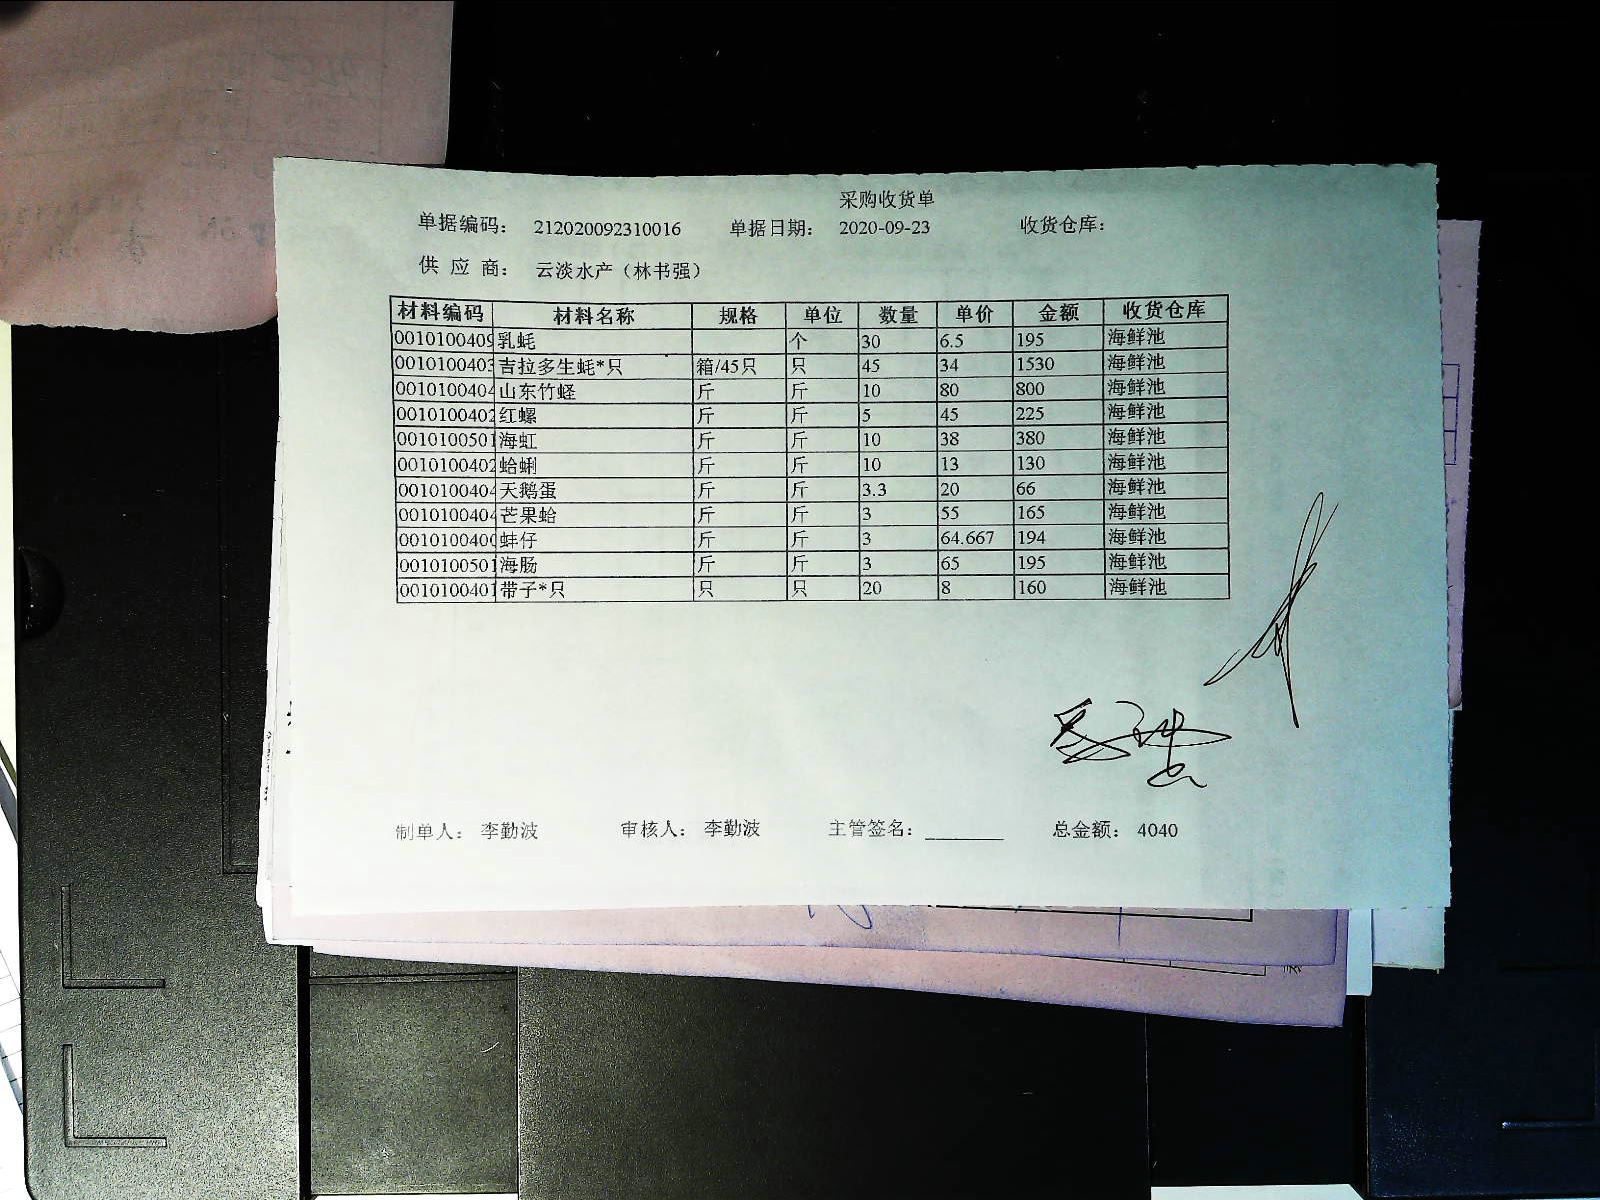 采购收货单
单据编码： 212020092310016 单据日期： 2020-09-23 收货仓库：
供 应 商： 云淡水产（林书强）
材料编码 材料名称 规格 单位 数量 单价 金额 收货仓库
0010100409 乳蚝 个 30 6.5 195 海鲜池
0010100403 吉拉多生蚝*只 箱/45只 只 45 34 1530 海鲜池
0010100404 山东竹蛏 斤 斤 10 80 800 海鲜池
0010100402 红螺 斤 斤 5 45 225 海鲜池
0010100501 海虹 斤 斤 10 38 380 海鲜池
0010100402 蛤蜊 斤 斤 10 13 130 海鲜池
0010100404 天鹅蛋 斤 斤 3.3 20 66 海鲜池
0010100404 芒果蛤 斤 斤 3 55 165 海鲜池
0010100400 蚌仔 斤 斤 3 64.667 194 海鲜池
0010100501 海肠 斤 斤 3 65 195 海鲜池
0010100401 带子*只 只 只 20 8 160 海鲜池
制单人： 李勤波 审核人： 李勤波 主管签名： 总金额： 4040